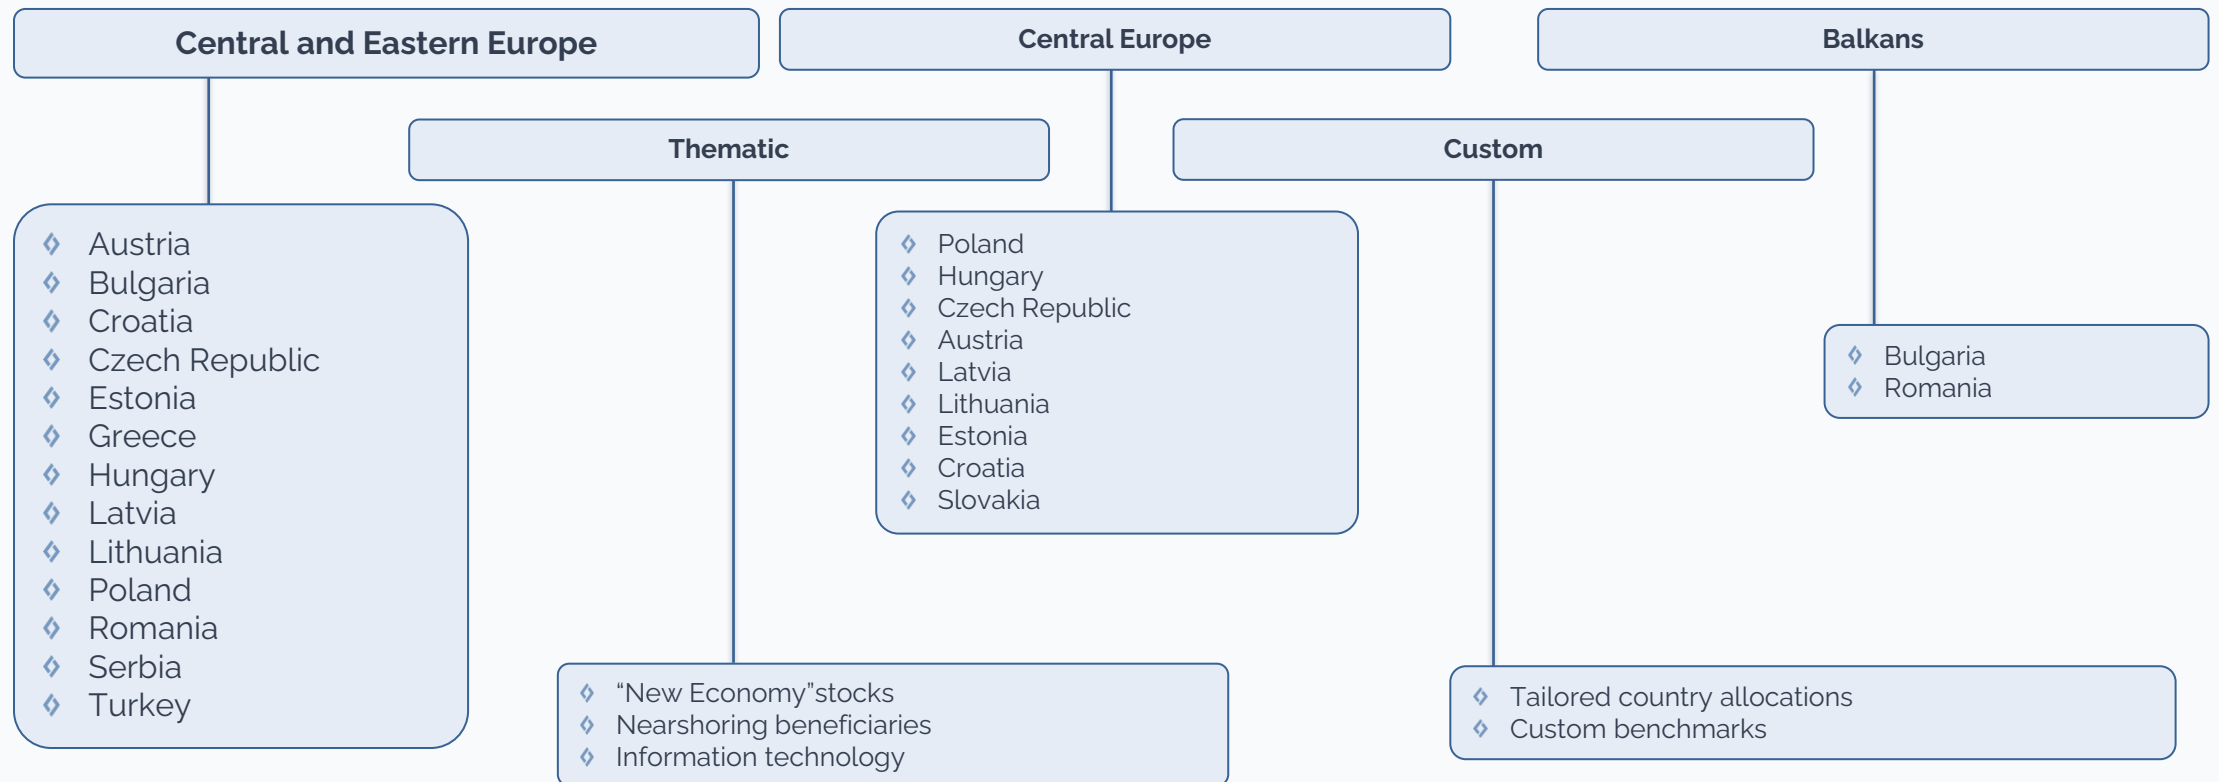 Central and Eastern Europe
Central Europe
Balkans
Thematic
Custom
Austria
Bulgaria
Croatia
Czech Republic
Estonia
Greece
Hungary
Latvia
Lithuania
Poland
Romania
Serbia
Turkey
Poland
Hungary
Czech Republic
Austria
Latvia
Lithuania
Estonia
Croatia
Slovakia
Bulgaria
Romania
“New Economy”stocks
Nearshoring beneficiaries
Information technology
Tailored country allocations
Custom benchmarks